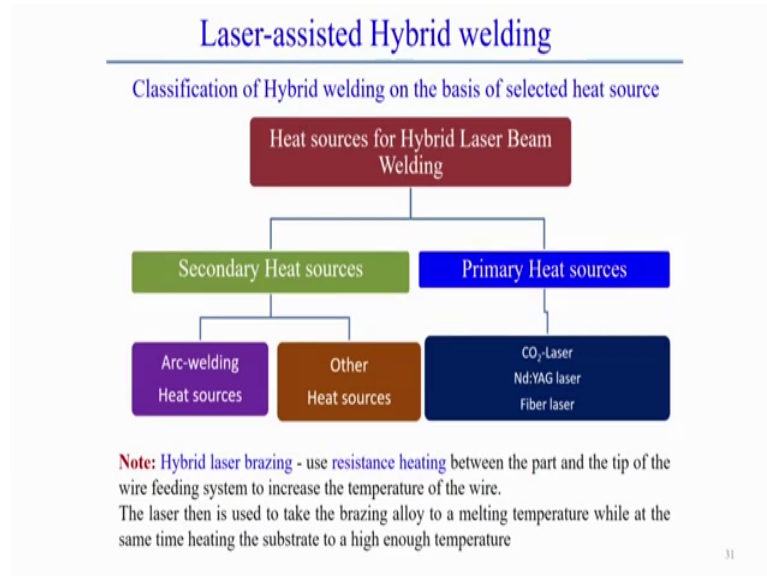 Laser-assisted Hybrid welding
Classification of Hybrid welding on the basis of selected heat source
Heat sources for Hybrid Laser Beam
Welding
Secondary Heat sources
Primary Heat sources
Arc-welding
Heat sources
Other
Heat sources
CO₂-Laser
Nd:YAG laser
Fiber laser
Note: Hybrid laser brazing - use resistance heating between the part and the tip of the
wire feeding system to increase the temperature of the wire.
The laser then is used to take the brazing alloy to a melting temperature while at the
same time heating the substrate to a high enough temperature
31